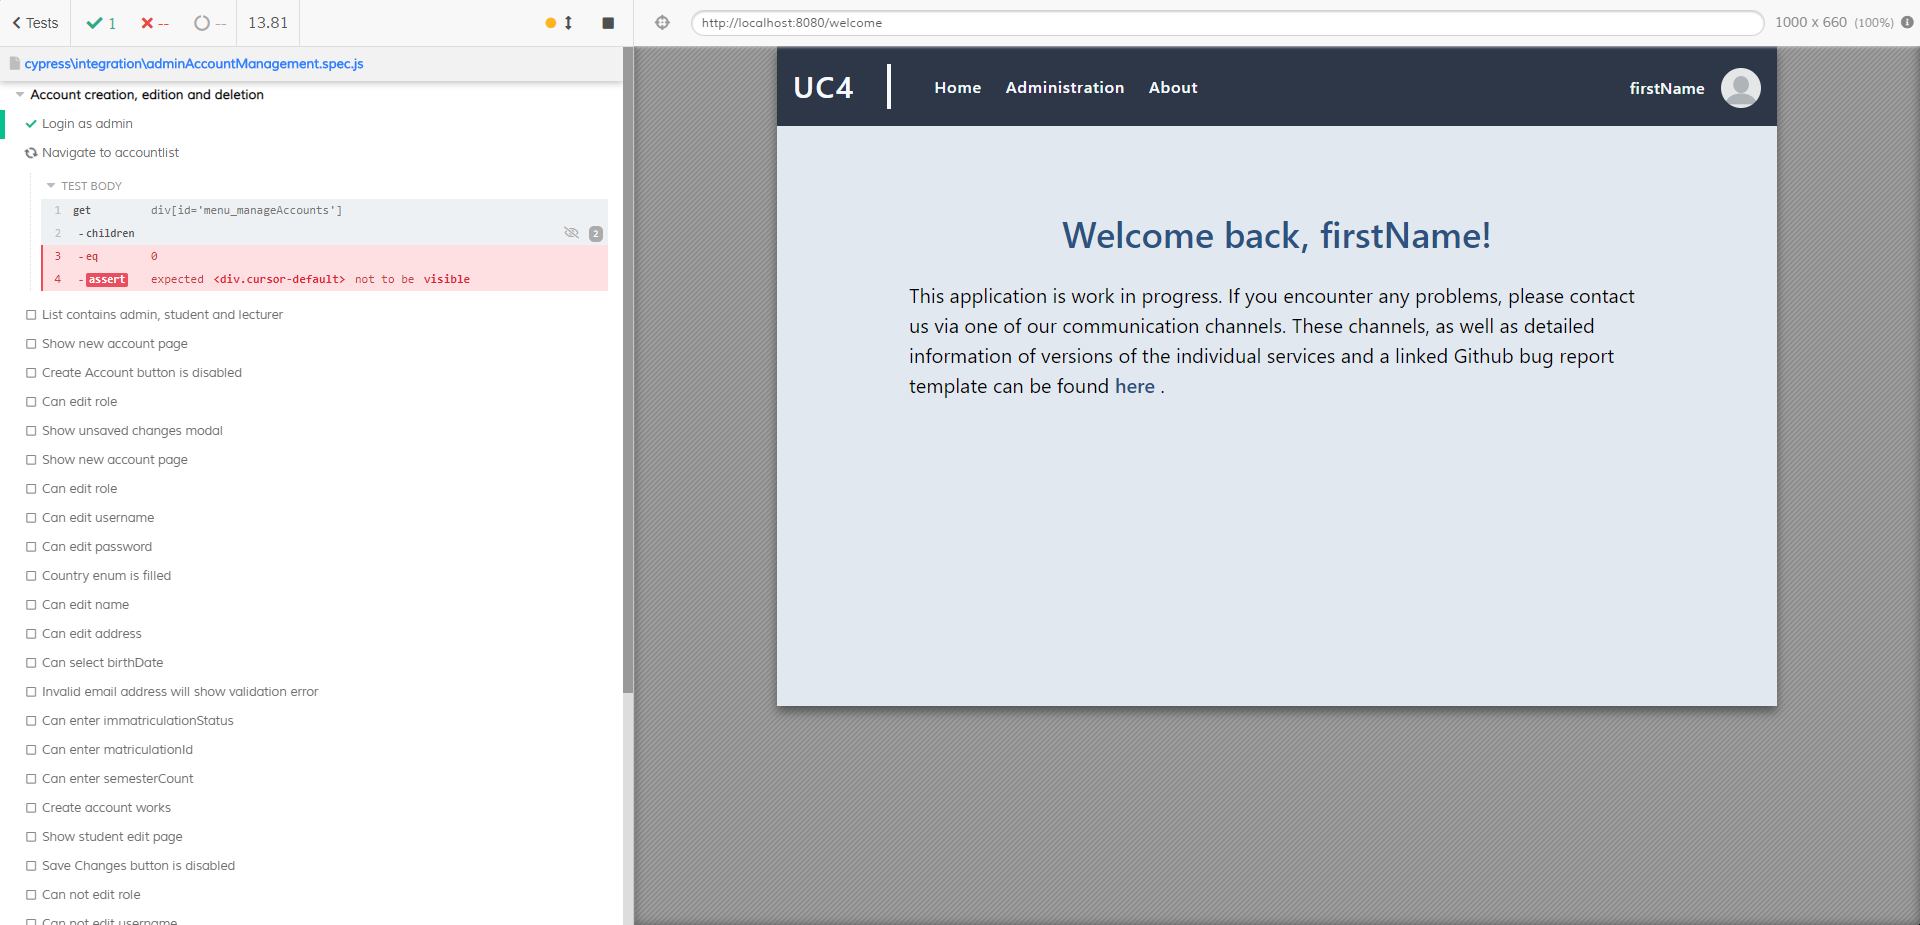 Tests
1
--
--
13.81
cypress\integration\adminAccountManagement.spec.js
Account creation, edition and deletion
Login as admin
Navigate to accountlist
TEST BODY
1 get div[id='menu_manageAccounts']
2 -children 2
3 -eq 0
4 -assert expected <div.cursor-default> not to be visible
List contains admin, student and lecturer
Show new account page
Create Account button is disabled
Can edit role
Show unsaved changes modal
Show new account page
Can edit role
Can edit username
Can edit password
Country enum is filled
Can edit name
Can edit address
Can select birthDate
Invalid email address will show validation error
Can enter immatriculationStatus
Can enter matriculationId
Can enter semesterCount
Create account works
Show student edit page
Save Changes button is disabled
Can not edit role
Can not edit username
http://localhost:8080/welcome
1000 x 660 (100%)
UC4
Home Administration About
firstName
Welcome back, firstName!
This application is work in progress. If you encounter any problems, please contact
us via one of our communication channels. These channels, as well as detailed
information of versions of the individual services and a linked Github bug report
template can be found here .